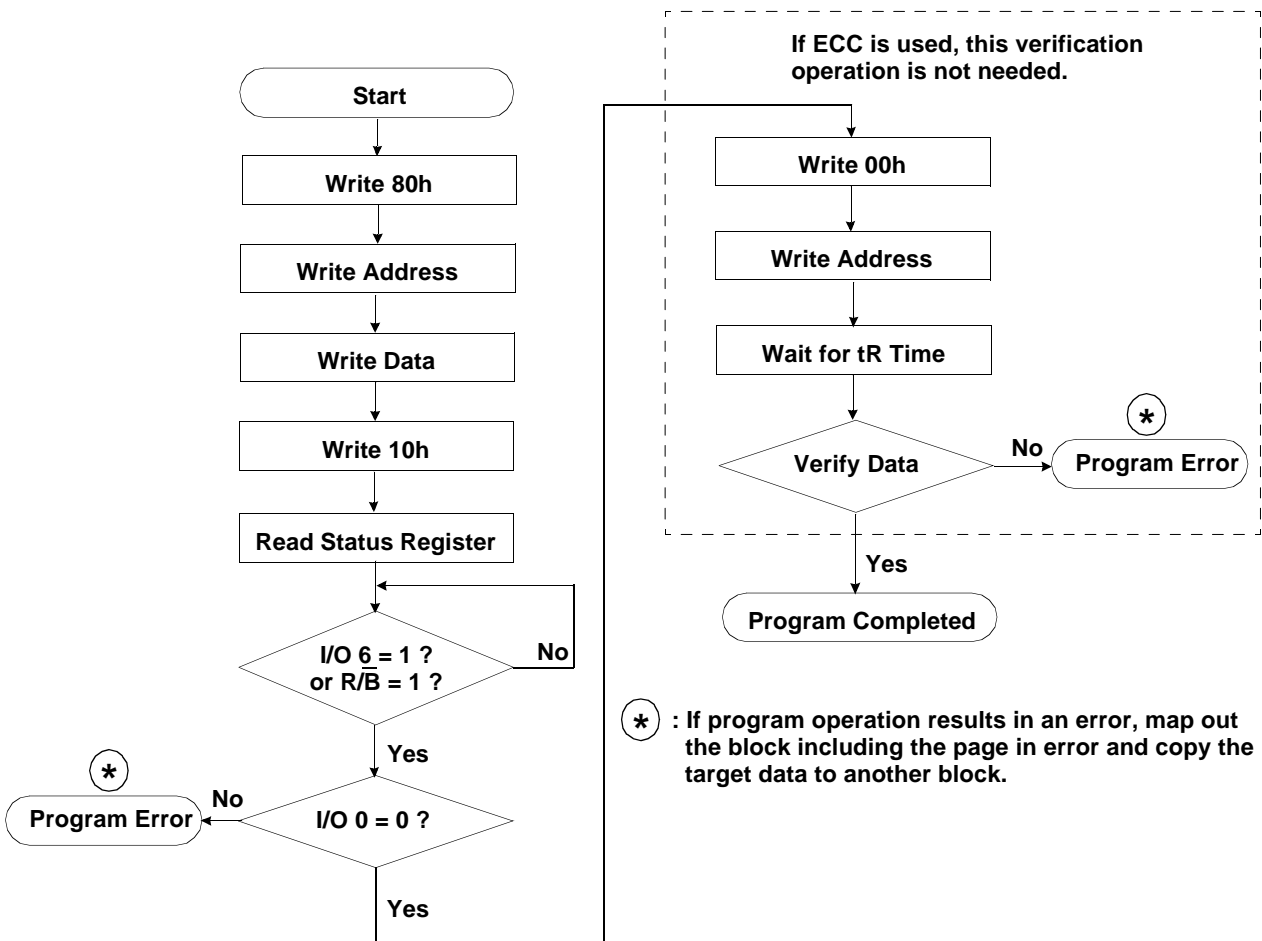 Start
Write 80h
Write Address
Write Data
Write 10h
Read Status Register
I/O 6 = 1 ?
or R/B̅ = 1 ?
No
Yes
*
Program Error
No
I/O 0 = 0 ?
Yes
If ECC is used, this verification
operation is not needed.
Write 00h
Write Address
Wait for tR Time
Verify Data
No
*
Program Error
Yes
Program Completed
* : If program operation results in an error, map out
the block including the page in error and copy the
target data to another block.